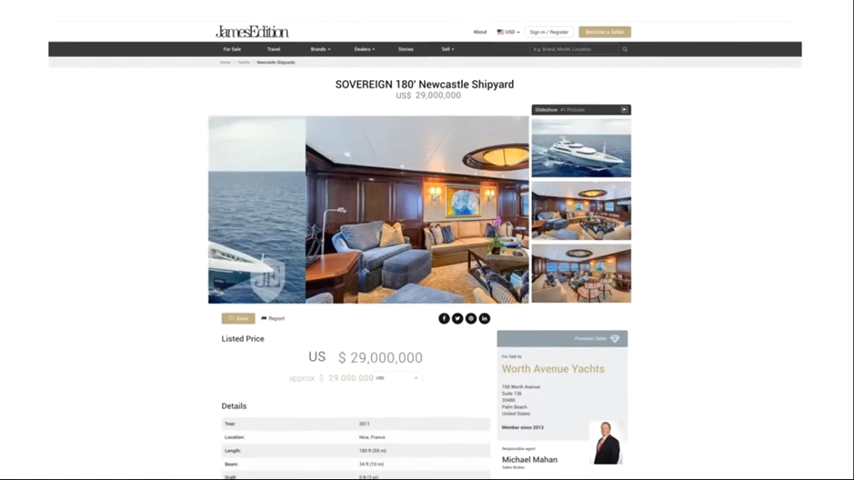 JamesEdition
About
USD
Sign in / Register
Become a Seller
For Sale
Travel
Brands
Dealers
Stories
Sell
e.g. Brand, Model, Location
Home / Yachts / Newcastle Shipyards
SOVEREIGN 180' Newcastle Shipyard
US$ 29,000,000
Slideshow 41 Pictures
JE
Save
Report
Listed Price
US $ 29,000,000
approx $ 29.000.000 USD
Premium Seller
For Sale by
Worth Avenue Yachts
150 Worth Avenue
Suite 136
33480
Palm Beach
United States
Member since 2013
Responsible agent
Michael Mahan
Sales Broker
Details
Year: 2011
Location: Nice, France
Length: 180 ft (55 m)
Beam: 34 ft (10 m)